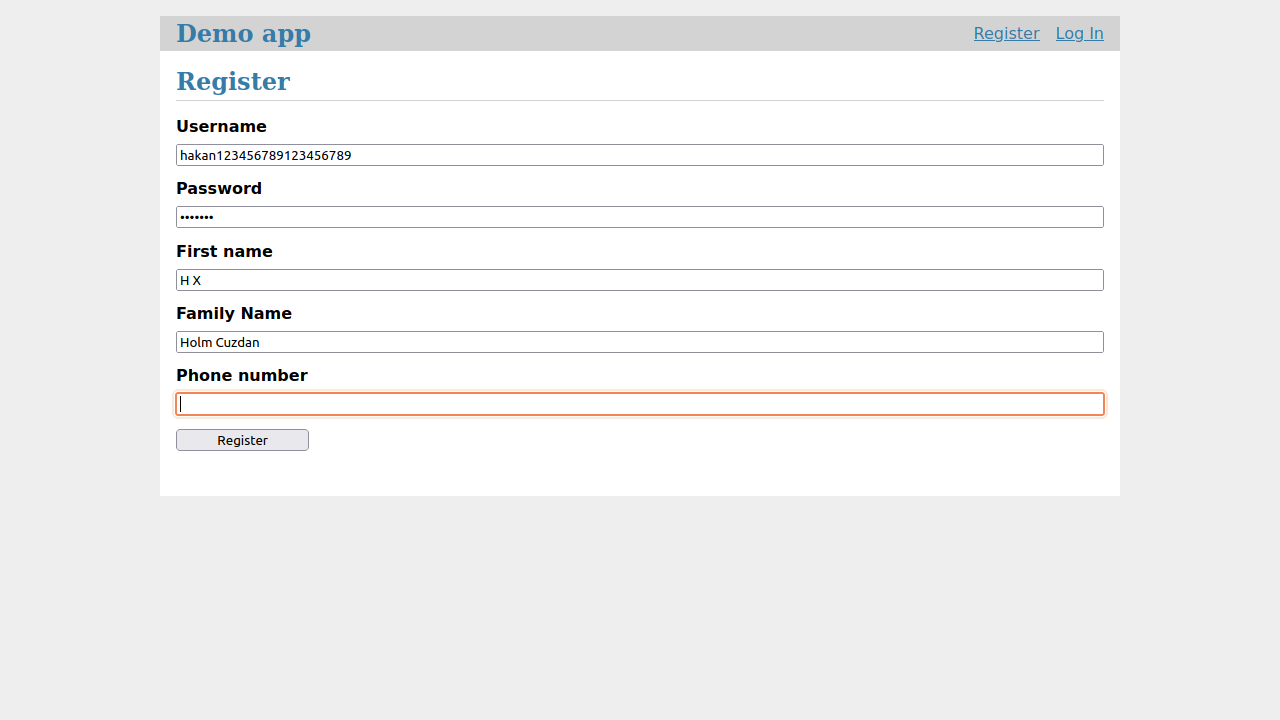 Demo app
Register Log In
Register
Username
hakan123456789123456789
Password
•••••••
First name
H X
Family Name
Holm Cuzdan
Phone number
Register